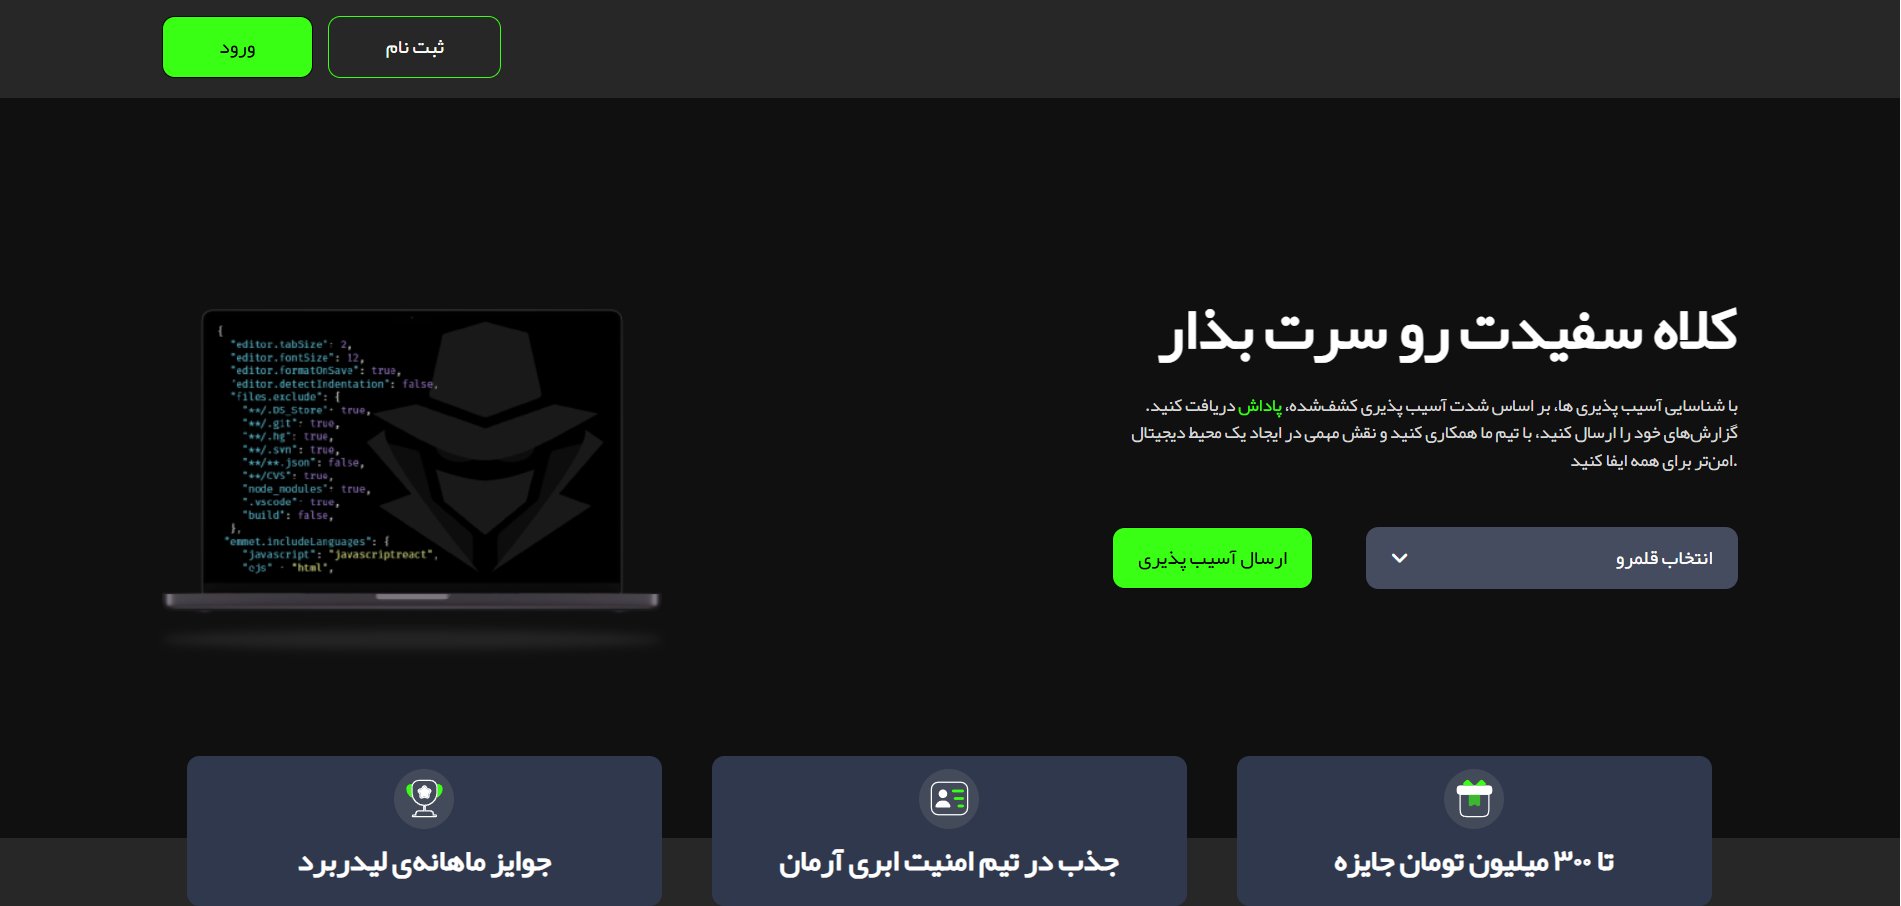 ثبت نام
ورود
کلاه سفیدت رو سرت بذار
با شناسایی آسیب پذیری ها، بر اساس شدت آسیب پذیری کشف‌شده، پاداش دریافت کنید.
گزارش‌های خود را ارسال کنید، با تیم ما همکاری کنید و نقش مهمی در ایجاد یک محیط دیجیتال
.امن‌تر برای همه ایفا کنید
انتخاب قلمرو
ارسال آسیب پذیری
{
"editor.tabSize": 2,
"editor.fontSize": 12,
"editor.formatOnSave": true,
"editor.detectIndentation": false,
"files.exclude": {
"**/.DS_Store": true,
"**/.git": true,
"**/.hg": true,
"**/.svn": true,
"**/**.json": false,
"**/CVS": true,
"node_modules": true,
".vscode": true,
"build": false,
},
"emmet.includeLanguages": {
"javascript": "javascriptreact",
"ejs" : "html",
تا ۳۰۰ میلیون تومان جایزه
جذب در تیم امنیت ابری آرمان
جوایز ماهانه‌ی لیدربرد